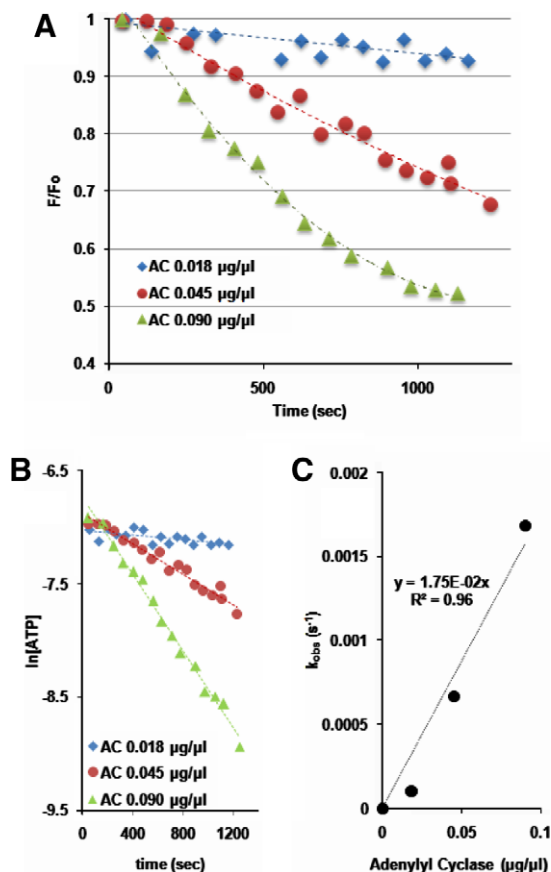 A
1
0.9
0.8
0.7
0.6
0.5
0.4
F/Fo
AC 0.018 µg/µl
AC 0.045 µg/µl
AC 0.090 µg/µl
0 500 1000
Time (sec)
B
-6.5
-7.5
-8.5
-9.5
ln[ATP]
AC 0.018 µg/µl
AC 0.045 µg/µl
AC 0.090 µg/µl
0 400 800 1200
time (sec)
C
0.002
0.0015
0.001
0.0005
0
kobs (s-1)
y = 1.75E-02x
R² = 0.96
0 0.05 0.1
Adenylyl Cyclase (µg/µl)